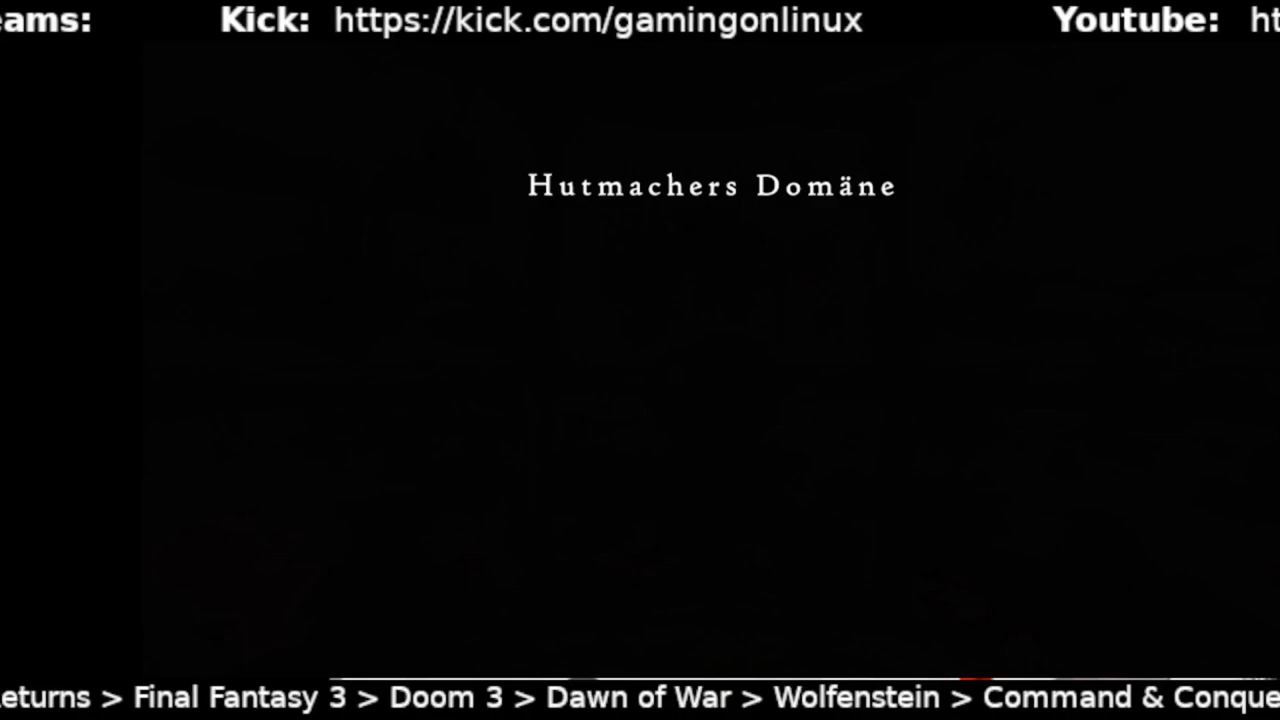 eams: Kick: https://kick.com/gamingonlinux Youtube: ht
Hutmachers Domäne
eturns > Final Fantasy 3 > Doom 3 > Dawn of War > Wolfenstein > Command & Conque